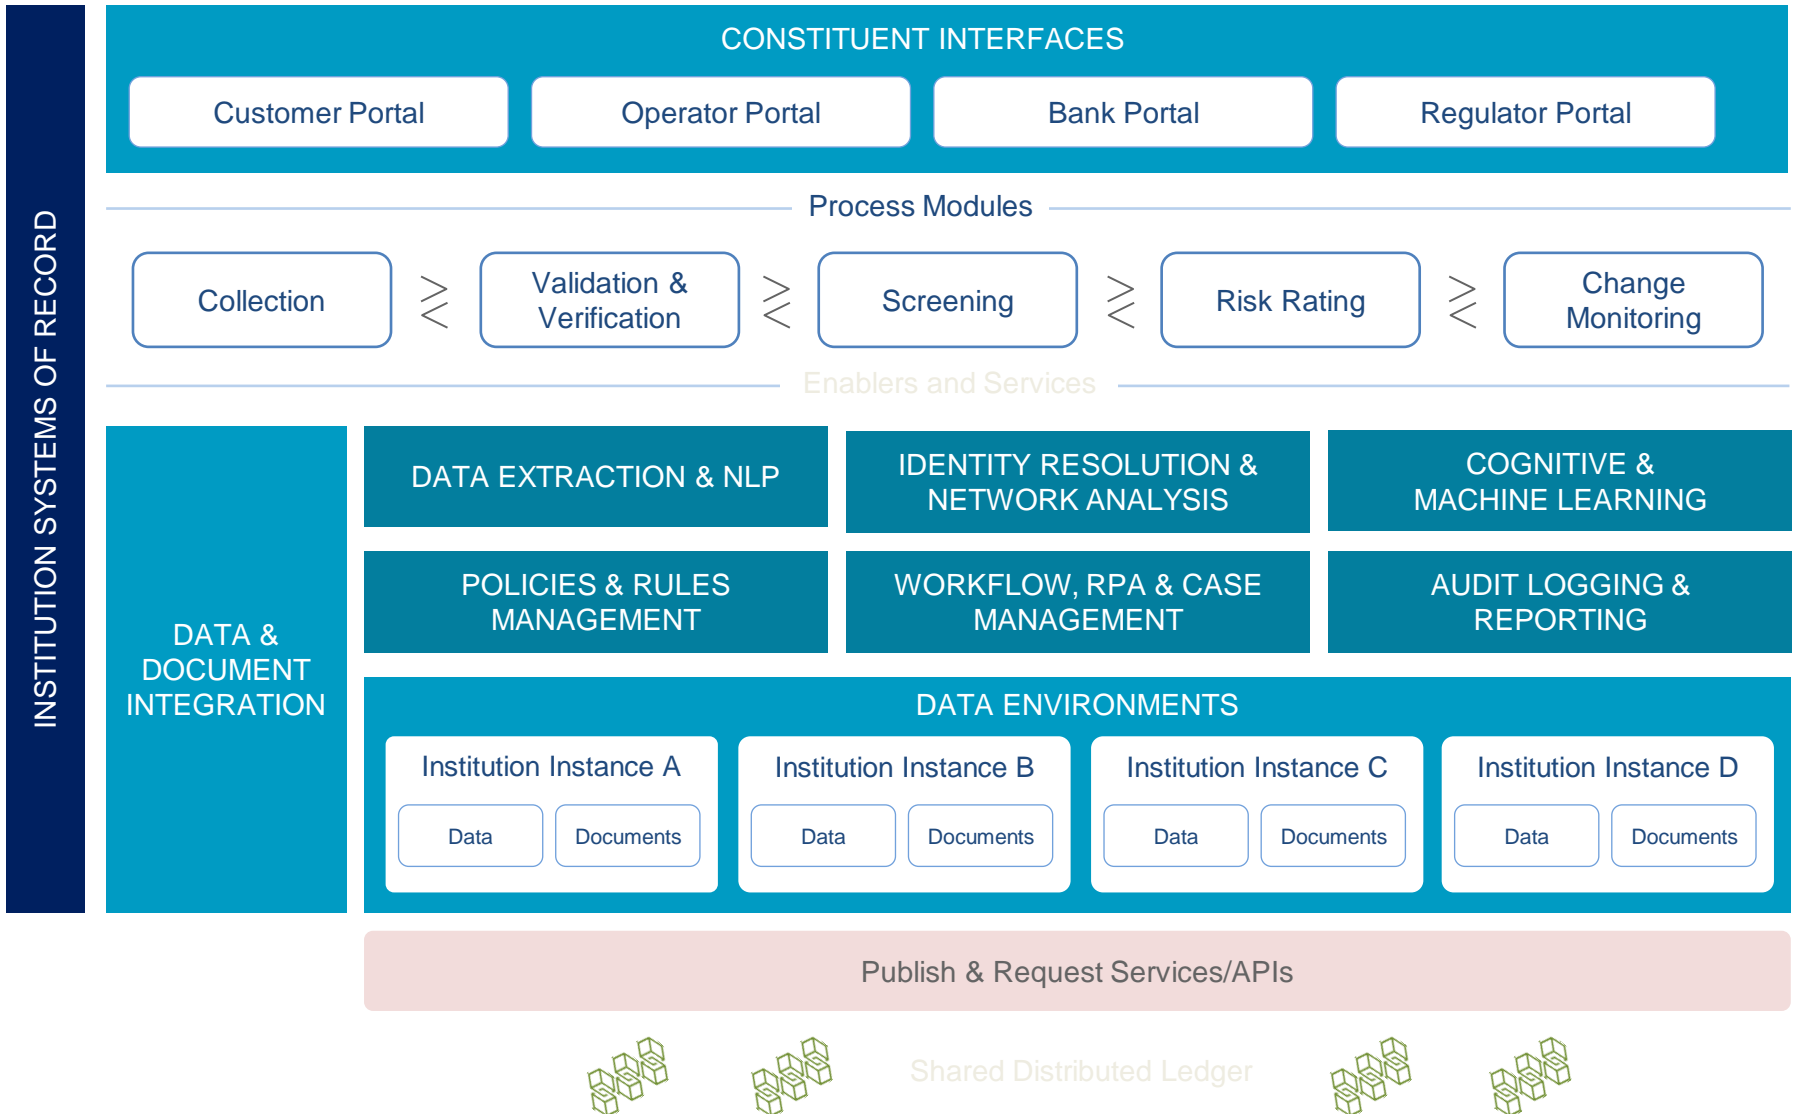 INSTITUTION SYSTEMS OF RECORD
CONSTITUENT INTERFACES
Customer Portal
Operator Portal
Bank Portal
Regulator Portal
Process Modules
Collection
Validation &
Verification
Screening
Risk Rating
Change
Monitoring
Enablers and Services
DATA &
DOCUMENT
INTEGRATION
DATA EXTRACTION & NLP
IDENTITY RESOLUTION &
NETWORK ANALYSIS
COGNITIVE &
MACHINE LEARNING
POLICIES & RULES
MANAGEMENT
WORKFLOW, RPA & CASE
MANAGEMENT
AUDIT LOGGING &
REPORTING
DATA ENVIRONMENTS
Institution Instance A
Data
Documents
Institution Instance B
Data
Documents
Institution Instance C
Data
Documents
Institution Instance D
Data
Documents
Publish & Request Services/APIs
Shared Distributed Ledger